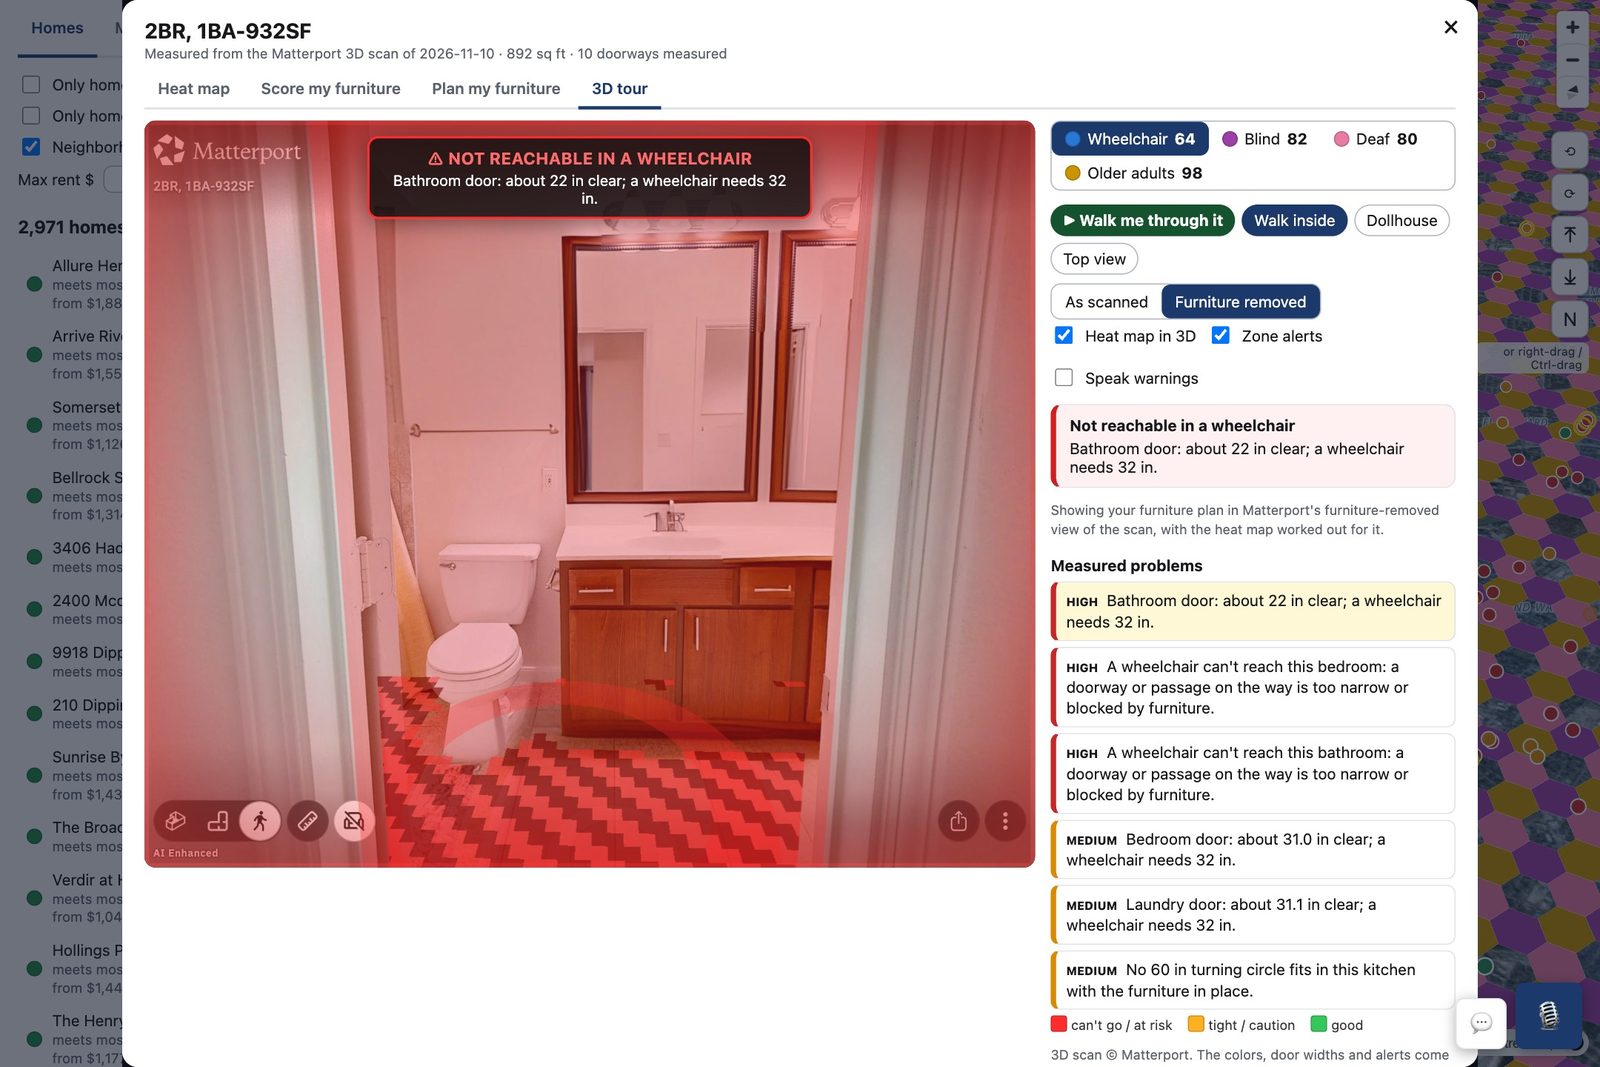 Homes
Only hom
Only hom
Neighborh
Max rent $
2,971 homes
Allure Her
meets mos
from $1,88
Arrive Riv
meets mos
from $1,55
Somerset
meets mos
from $1,120
Bellrock S
meets mos
from $1,314
3406 Had
meets mos
2400 Mcc
meets mos
9918 Dipp
meets mos
210 Dippin
meets mos
Sunrise By
meets mos
from $1,43
The Broad
meets mos
Verdir at H
meets mos
from $1,04
Hollings P
meets mos
from $1,44
The Henry
meets mos
from $1,17
2BR, 1BA-932SF
Measured from the Matterport 3D scan of 2026-11-10 · 892 sq ft · 10 doorways measured
Heat map
Score my furniture
Plan my furniture
3D tour
Matterport
2BR, 1BA-932SF
NOT REACHABLE IN A WHEELCHAIR
Bathroom door: about 22 in clear; a wheelchair needs 32
in.
AI Enhanced
Wheelchair 64
Blind 82
Deaf 80
Older adults 98
Walk me through it
Walk inside
Dollhouse
Top view
As scanned
Furniture removed
Heat map in 3D
Zone alerts
Speak warnings
Not reachable in a wheelchair
Bathroom door: about 22 in clear; a wheelchair
needs 32 in.
Showing your furniture plan in Matterport's furniture-removed
view of the scan, with the heat map worked out for it.
Measured problems
HIGH Bathroom door: about 22 in clear; a wheelchair
needs 32 in.
HIGH A wheelchair can't reach this bedroom: a
doorway or passage on the way is too narrow or
blocked by furniture.
HIGH A wheelchair can't reach this bathroom: a
doorway or passage on the way is too narrow or
blocked by furniture.
MEDIUM Bedroom door: about 31.0 in clear; a
wheelchair needs 32 in.
MEDIUM Laundry door: about 31.1 in clear; a
wheelchair needs 32 in.
MEDIUM No 60 in turning circle fits in this kitchen
with the furniture in place.
can't go / at risk
tight / caution
good
3D scan © Matterport. The colors, door widths and alerts come
N
or right-drag /
Ctrl-drag